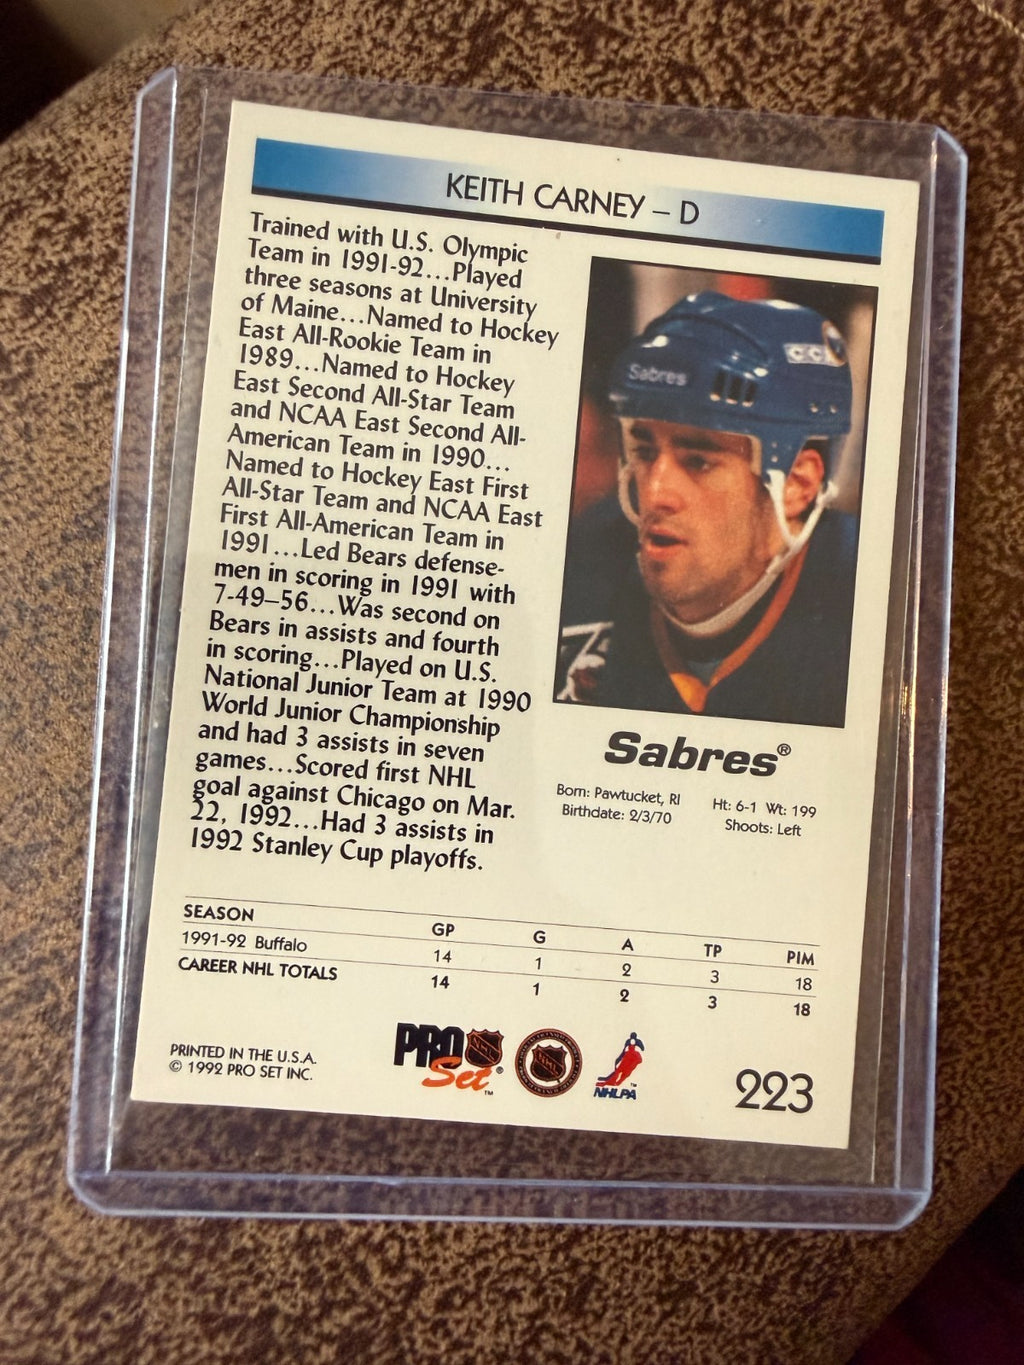 KEITH CARNEY – D
Trained with U.S. Olympic
Team in 1991-92...Played
three seasons at University
of Maine...Named to Hockey
East All-Rookie Team in
1989...Named to Hockey
East Second All-Star Team
and NCAA East Second All-
American Team in 1990...
Named to Hockey East First
All-Star Team and NCAA East
First All-American Team in
1991...Led Bears defense-
men in scoring in 1991 with
7-49–56...Was second on
Bears in assists and fourth
in scoring...Played on U.S.
National Junior Team at 1990
World Junior Championship
and had 3 assists in seven
games...Scored first NHL
goal against Chicago on Mar.
22, 1992...Had 3 assists in
1992 Stanley Cup playoffs.
Sabres
CC
Sabres®
Born: Pawtucket, RI Ht: 6-1 Wt: 199
Birthdate: 2/3/70 Shoots: Left
SEASON GP G A TP PIM
1991-92 Buffalo 14 1 2 3 18
CAREER NHL TOTALS 14 1 2 3 18
PRINTED IN THE U.S.A.
© 1992 PRO SET INC.
PRO Set ® ™
NHL
NHL
NHLPA ™
223